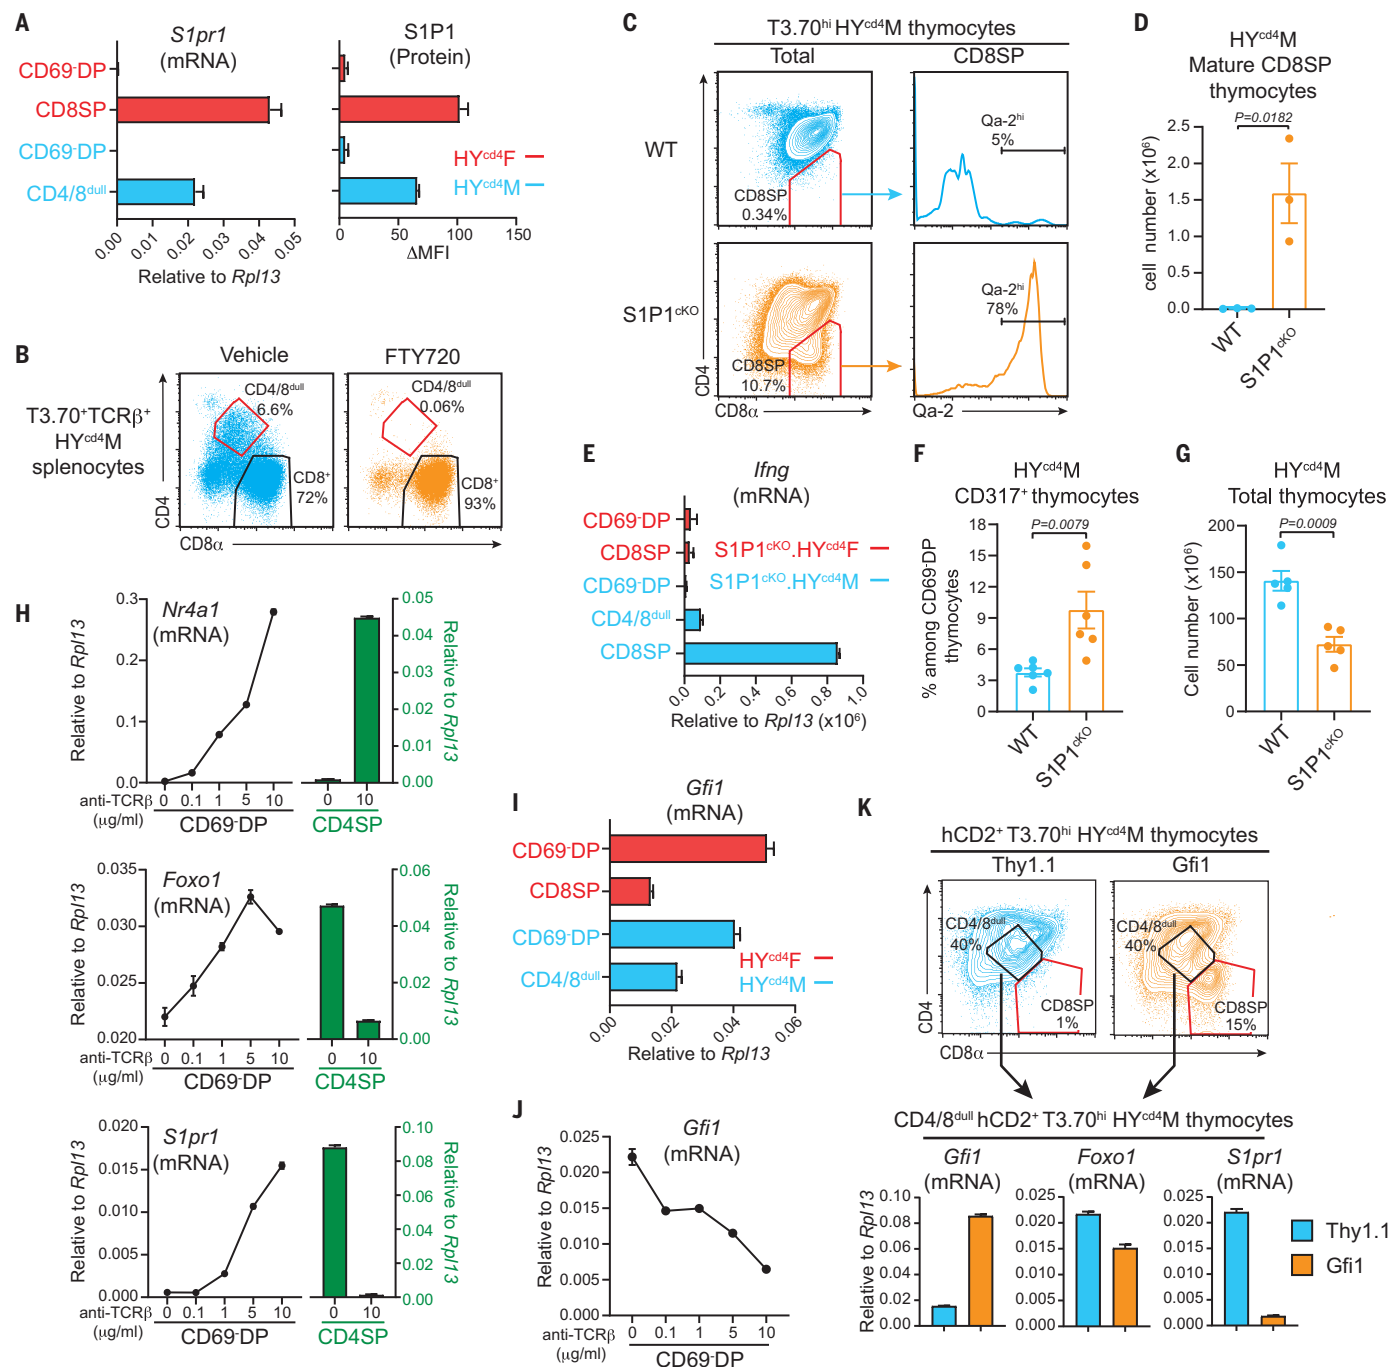 A
S1pr1
(mRNA)
S1P1
(Protein)
CD69⁻DP
CD8SP
CD69⁻DP
CD4/8ᵈᵘˡˡ
HYᶜᵈ⁴F
HYᶜᵈ⁴M
0.00 0.01 0.02 0.03 0.04 0.05
Relative to Rpl13
0 50 100 150
ΔMFI
B
Vehicle
FTY720
T3.70⁺TCRβ⁺
HYᶜᵈ⁴M
splenocytes
CD4/8ᵈᵘˡˡ
6.6%
CD8⁺
72%
CD4/8ᵈᵘˡˡ
0.06%
CD8⁺
93%
CD4
CD8α
C
T3.70ʰⁱ HYᶜᵈ⁴M thymocytes
Total
CD8SP
WT
CD8SP
0.34%
Qa-2ʰⁱ
5%
S1P1ᶜᴷᴼ
CD8SP
10.7%
Qa-2ʰⁱ
78%
CD4
CD8α
Qa-2
D
HYᶜᵈ⁴M
Mature CD8SP
thymocytes
P=0.0182
cell number (x10⁶)
2.5
2.0
1.5
1.0
0.5
0.0
WT
S1P1ᶜᴷᴼ
E
Ifng
(mRNA)
CD69⁻DP
CD8SP
CD69⁻DP
CD4/8ᵈᵘˡˡ
CD8SP
S1P1ᶜᴷᴼ.HYᶜᵈ⁴F
S1P1ᶜᴷᴼ.HYᶜᵈ⁴M
0.0 0.2 0.4 0.6 0.8 1.0
Relative to Rpl13 (x10⁶)
F
HYᶜᵈ⁴M
CD317⁺ thymocytes
P=0.0079
% among CD69⁻DP
thymocytes
18
15
12
9
6
3
0
WT
S1P1ᶜᴷᴼ
G
HYᶜᵈ⁴M
Total thymocytes
P=0.0009
Cell number (x10⁶)
200
150
100
50
0
WT
S1P1ᶜᴷᴼ
H
Nr4a1
(mRNA)
Relative to Rpl13
0.3
0.2
0.1
0.0
0.05
0.04
0.03
0.02
0.01
0.00
Relative to Rpl13
anti-TCRβ
(μg/ml)
0 0.1 1 5 10
0 10
CD69⁻DP
CD4SP
Foxo1
(mRNA)
Relative to Rpl13
0.035
0.030
0.025
0.020
0.06
0.04
0.02
0.00
Relative to Rpl13
anti-TCRβ
(μg/ml)
0 0.1 1 5 10
0 10
CD69⁻DP
CD4SP
S1pr1
(mRNA)
Relative to Rpl13
0.020
0.015
0.010
0.005
0.000
0.10
0.08
0.06
0.04
0.02
0.00
Relative to Rpl13
anti-TCRβ
(μg/ml)
0 0.1 1 5 10
0 10
CD69⁻DP
CD4SP
I
Gfi1
(mRNA)
CD69⁻DP
CD8SP
CD69⁻DP
CD4/8ᵈᵘˡˡ
HYᶜᵈ⁴F
HYᶜᵈ⁴M
0.00 0.02 0.04 0.06
Relative to Rpl13
J
Gfi1
(mRNA)
Relative to Rpl13
0.025
0.020
0.015
0.010
0.005
0.000
anti-TCRβ
(μg/ml)
0 0.1 1 5 10
CD69⁻DP
K
hCD2⁺ T3.70ʰⁱ HYᶜᵈ⁴M thymocytes
Thy1.1
Gfi1
CD4/8ᵈᵘˡˡ
40%
CD8SP
1%
CD4/8ᵈᵘˡˡ
40%
CD8SP
15%
CD4
CD8α
CD4/8ᵈᵘˡˡ hCD2⁺ T3.70ʰⁱ HYᶜᵈ⁴M thymocytes
Gfi1
(mRNA)
Foxo1
(mRNA)
S1pr1
(mRNA)
Relative to Rpl13
0.10
0.08
0.06
0.04
0.02
0.00
0.025
0.020
0.015
0.010
0.005
0.000
0.025
0.020
0.015
0.010
0.005
0.000
Thy1.1
Gfi1